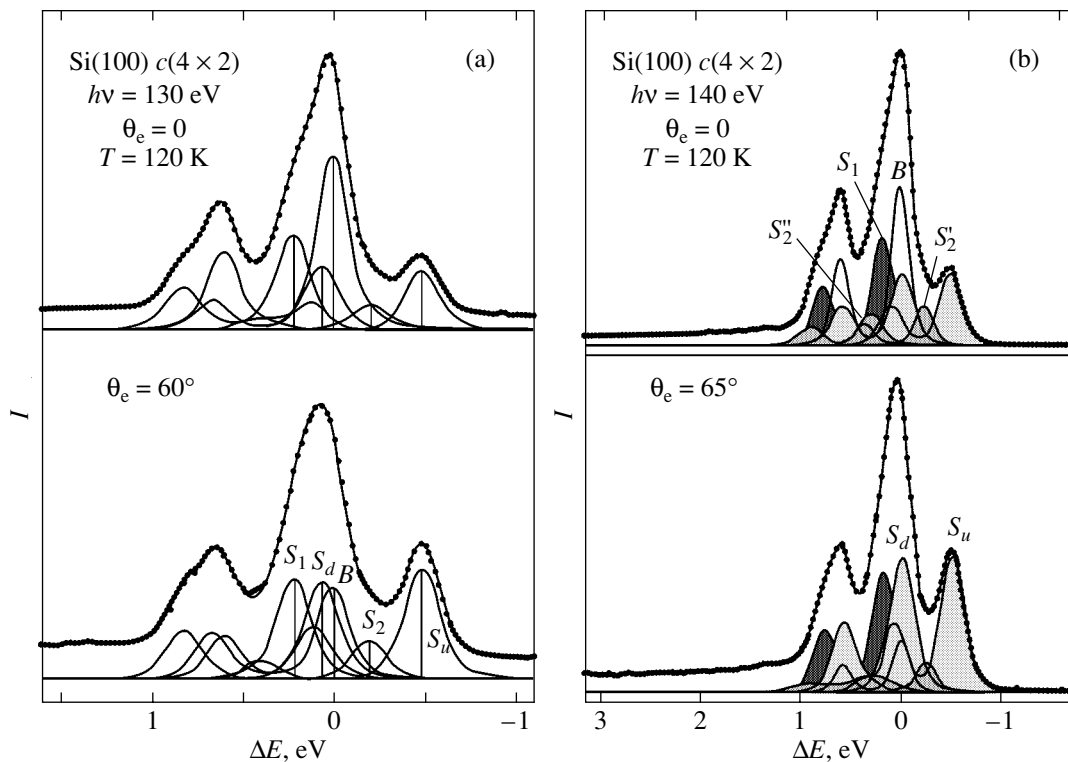 Si(100) c(4 × 2)
hν = 130 eV
θe = 0
T = 120 K
(a)
θe = 60°
S1
Sd
B
S2
Su
I
1
0
−1
ΔE, eV
Si(100) c(4 × 2)
hν = 140 eV
θe = 0
T = 120 K
(b)
S1
B
S2''
S2'
θe = 65°
Sd
Su
I
3
2
1
0
−1
ΔE, eV